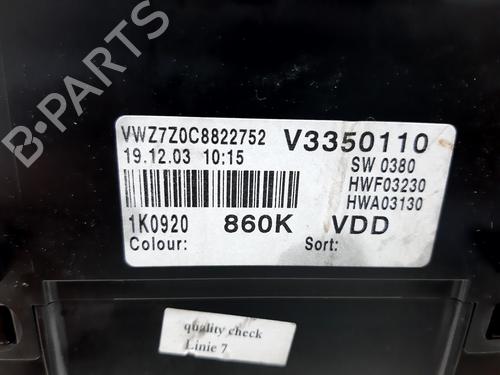 B-PARTS
VWZ7Z0C8822752 V3350110
19.12.03 10:15 SW 0380
HWF03230
HWA03130
1K0920 860K VDD
Colour: Sort:
quality check
Linie 7